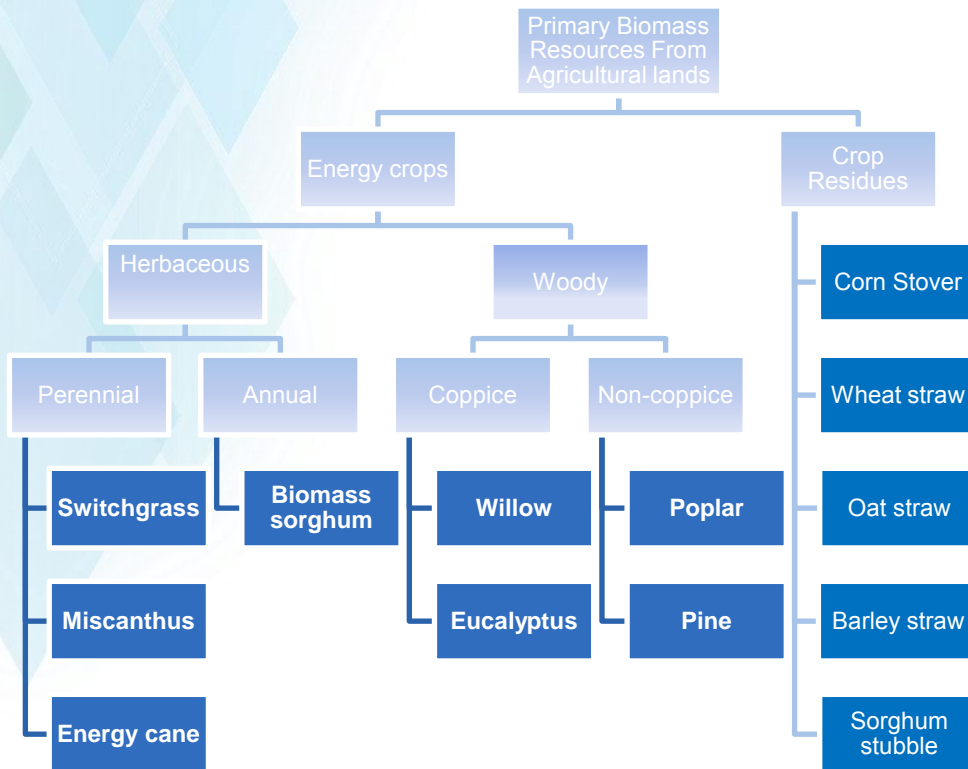 Primary Biomass
Resources From
Agricultural lands
Energy crops
Crop
Residues
Herbaceous
Woody
Perennial
Annual
Coppice
Non-coppice
Switchgrass
Miscanthus
Energy cane
Biomass
sorghum
Willow
Eucalyptus
Poplar
Pine
Corn Stover
Wheat straw
Oat straw
Barley straw
Sorghum
stubble